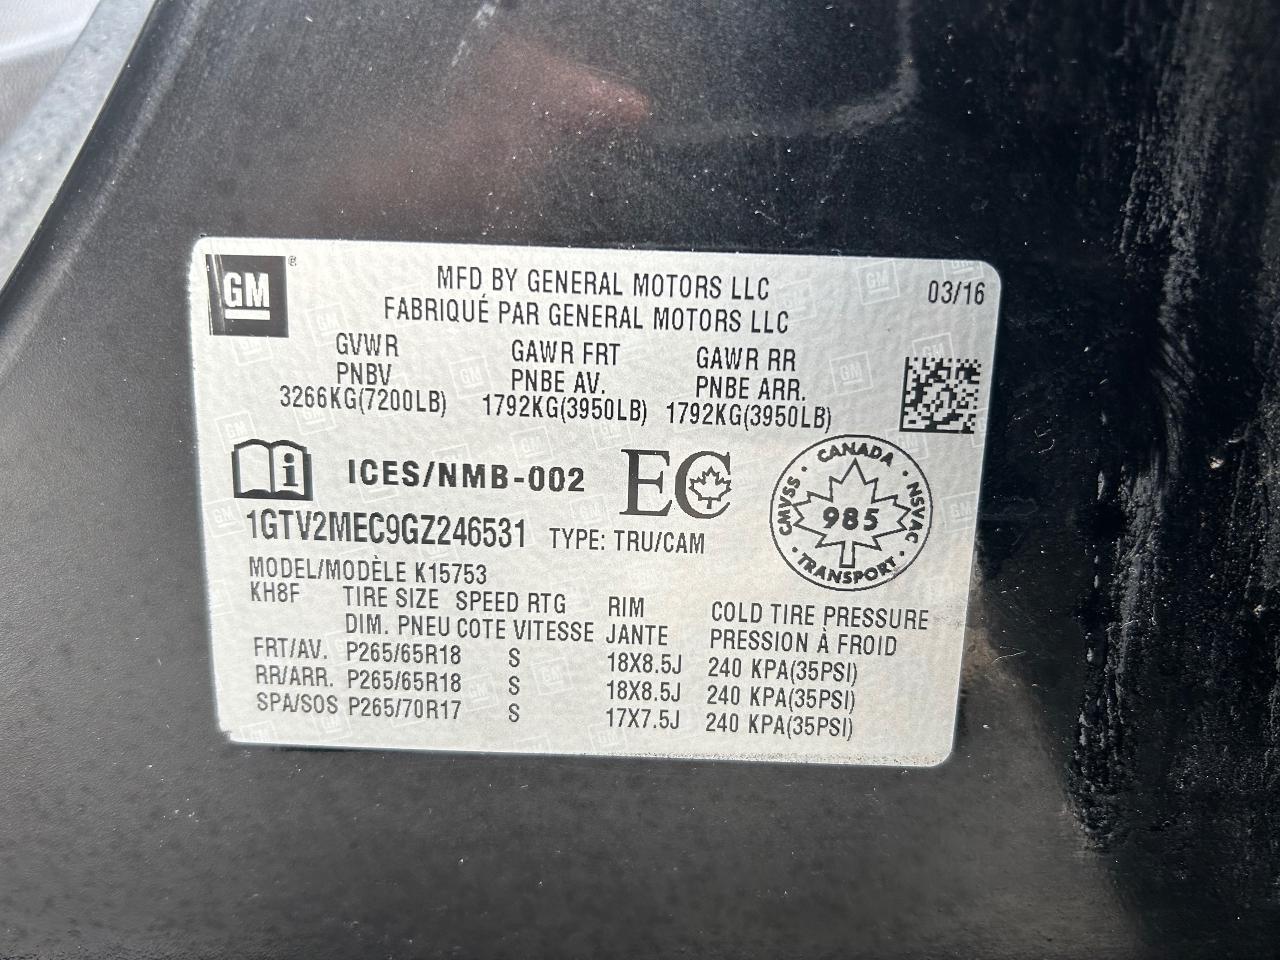 GM®
MFD BY GENERAL MOTORS LLC
FABRIQUÉ PAR GENERAL MOTORS LLC
03/16
GVWR GAWR FRT GAWR RR
PNBV PNBE AV. PNBE ARR.
3266KG(7200LB) 1792KG(3950LB) 1792KG(3950LB)
i ICES/NMB-002 EC
CANADA
CMVSS 985 NSVAC
TRANSPORT
1GTV2MEC9GZ246531 TYPE: TRU/CAM
MODEL/MODÈLE K15753
KH8F TIRE SIZE SPEED RTG RIM COLD TIRE PRESSURE
DIM. PNEU COTE VITESSE JANTE PRESSION À FROID
FRT/AV. P265/65R18 S 18X8.5J 240 KPA(35PSI)
RR/ARR. P265/65R18 S 18X8.5J 240 KPA(35PSI)
SPA/SOS P265/70R17 S 17X7.5J 240 KPA(35PSI)